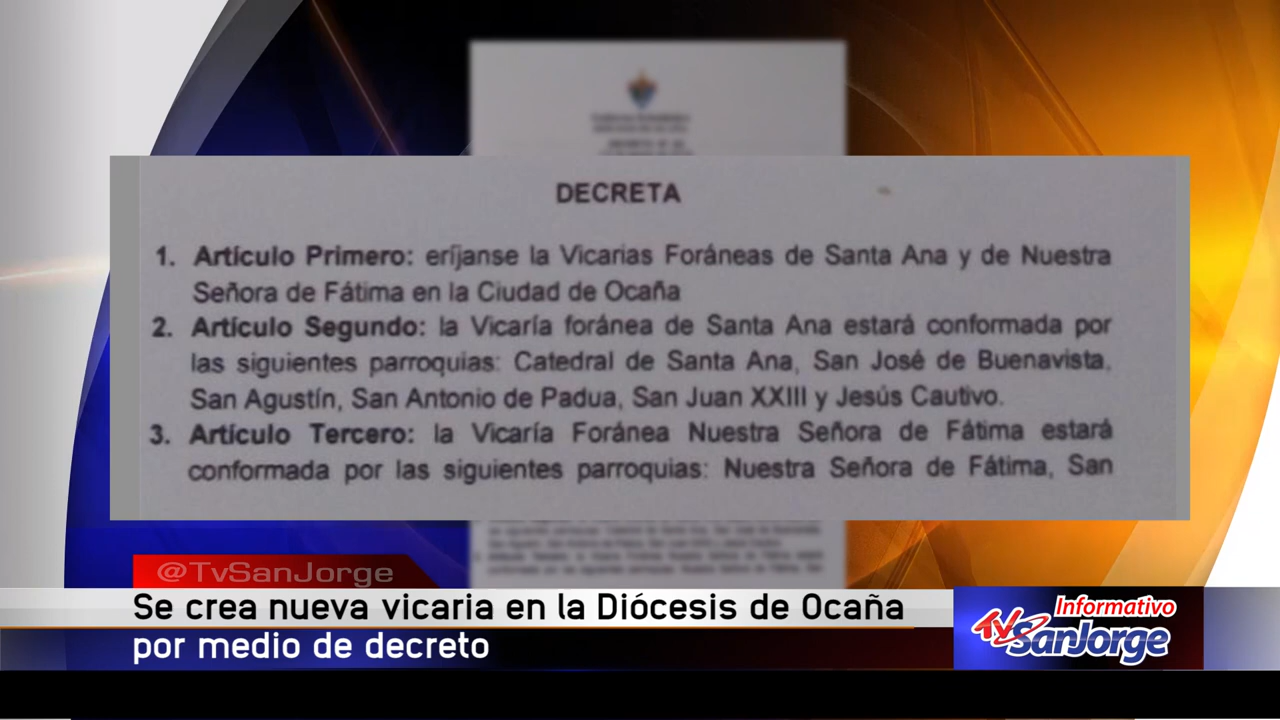 DECRETA
1. Artículo Primero: eríjanse la Vicarias Foráneas de Santa Ana y de Nuestra
Señora de Fátima en la Ciudad de Ocaña
2. Artículo Segundo: la Vicaría foránea de Santa Ana estará conformada por
las siguientes parroquias: Catedral de Santa Ana, San José de Buenavista,
San Agustín, San Antonio de Padua, San Juan XXIII y Jesús Cautivo.
3. Artículo Tercero: la Vicaría Foránea Nuestra Señora de Fátima estará
conformada por las siguientes parroquias: Nuestra Señora de Fátima, San
@TvSanJorge
Se crea nueva vicaria en la Diócesis de Ocaña
por medio de decreto
Informativo
TV SanJorge